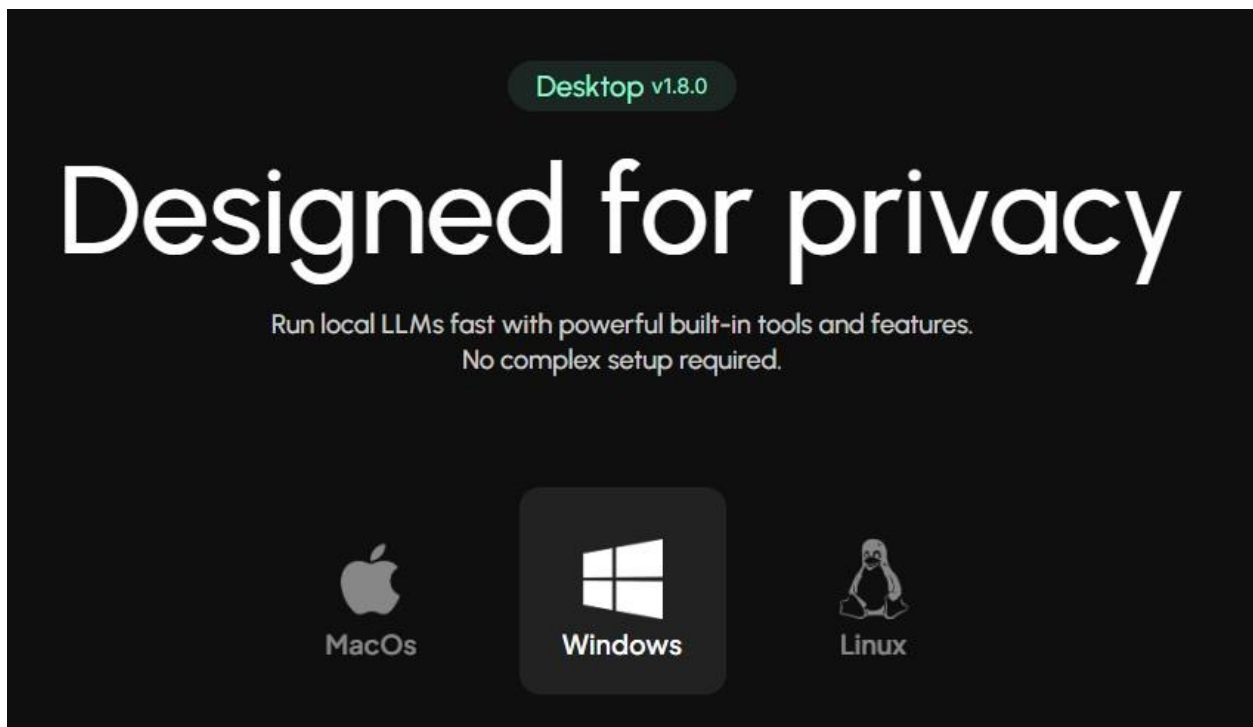 Desktop v1.8.0
Designed for privacy
Run local LLMs fast with powerful built-in tools and features.
No complex setup required.
MacOs
Windows
Linux